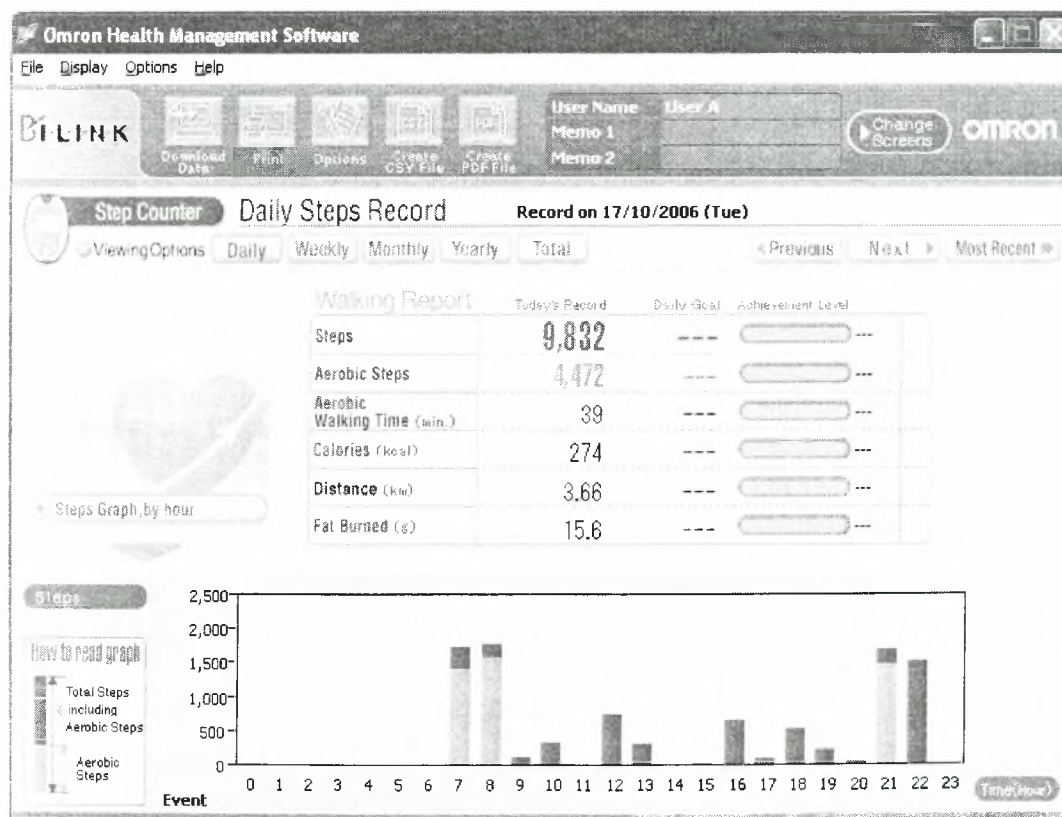 Omron Health Management Software
File Display Options Help
Bi-LINK
Download Data
Print
Options
Create CSV File
Create PDF File
User Name User A
Memo 1
Memo 2
Change Screens
OMRON
Step Counter
Daily Steps Record
Record on 17/10/2006 (Tue)
Viewing Options Daily Weekly Monthly Yearly Total
Previous Next Most Recent
Walking Report Today's Record Daily Goal Achievement Level
Steps 9,832 --- ---
Aerobic Steps 4,472 --- ---
Aerobic
Walking Time (min.) 39 --- ---
Calories (kcal) 274 --- ---
Distance (km) 3.66 --- ---
Fat Burned (g) 15.6 --- ---
Steps Graph,by hour
Steps
How to read graph
Total Steps
including
Aerobic Steps
Aerobic
Steps
2,500
2,000
1,500
1,000
500
0
0 1 2 3 4 5 6 7 8 9 10 11 12 13 14 15 16 17 18 19 20 21 22 23
Event
Time(Hour)